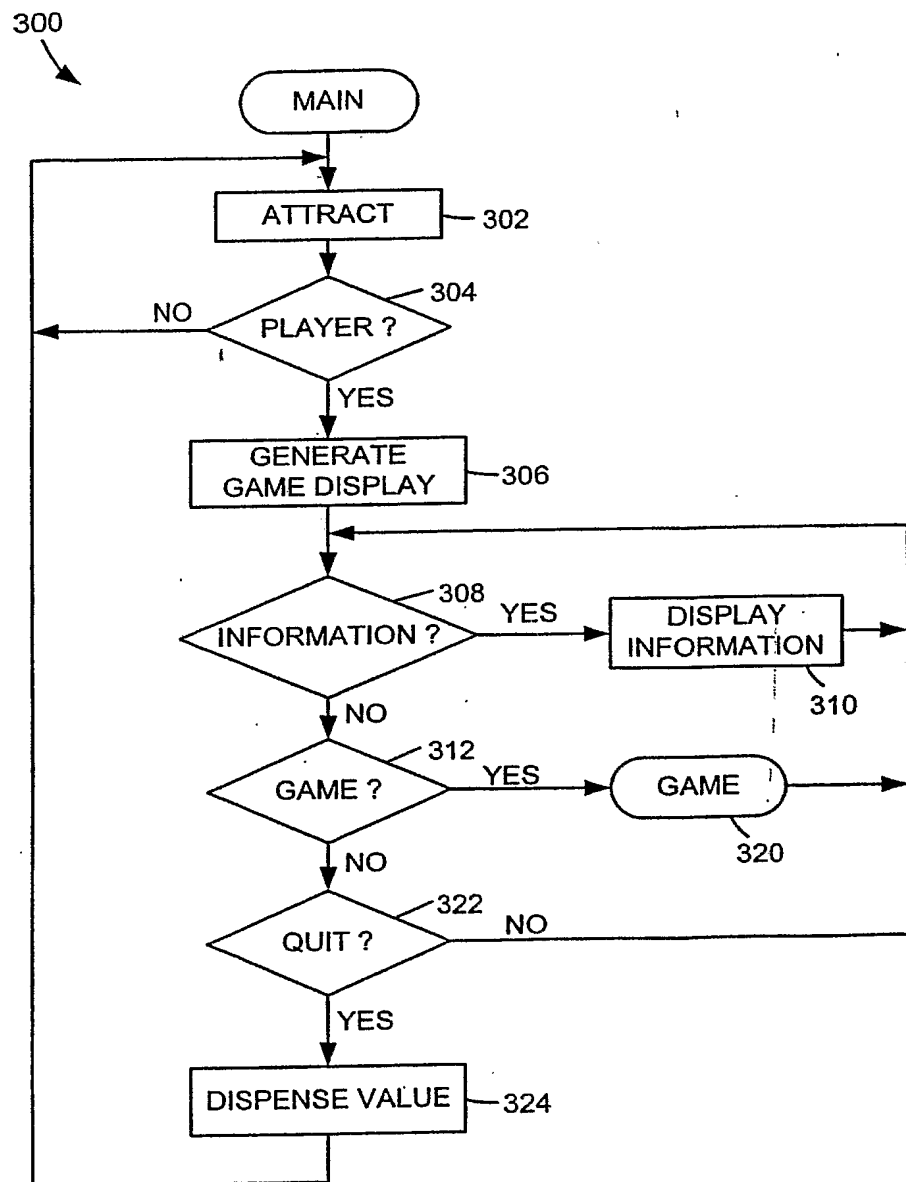 300
MAIN
ATTRACT
302
304
NO
PLAYER ?
YES
GENERATE
GAME DISPLAY
306
308
INFORMATION ?
YES
DISPLAY
INFORMATION
310
NO
312
GAME ?
YES
GAME
320
NO
322
QUIT ?
NO
YES
DISPENSE VALUE
324